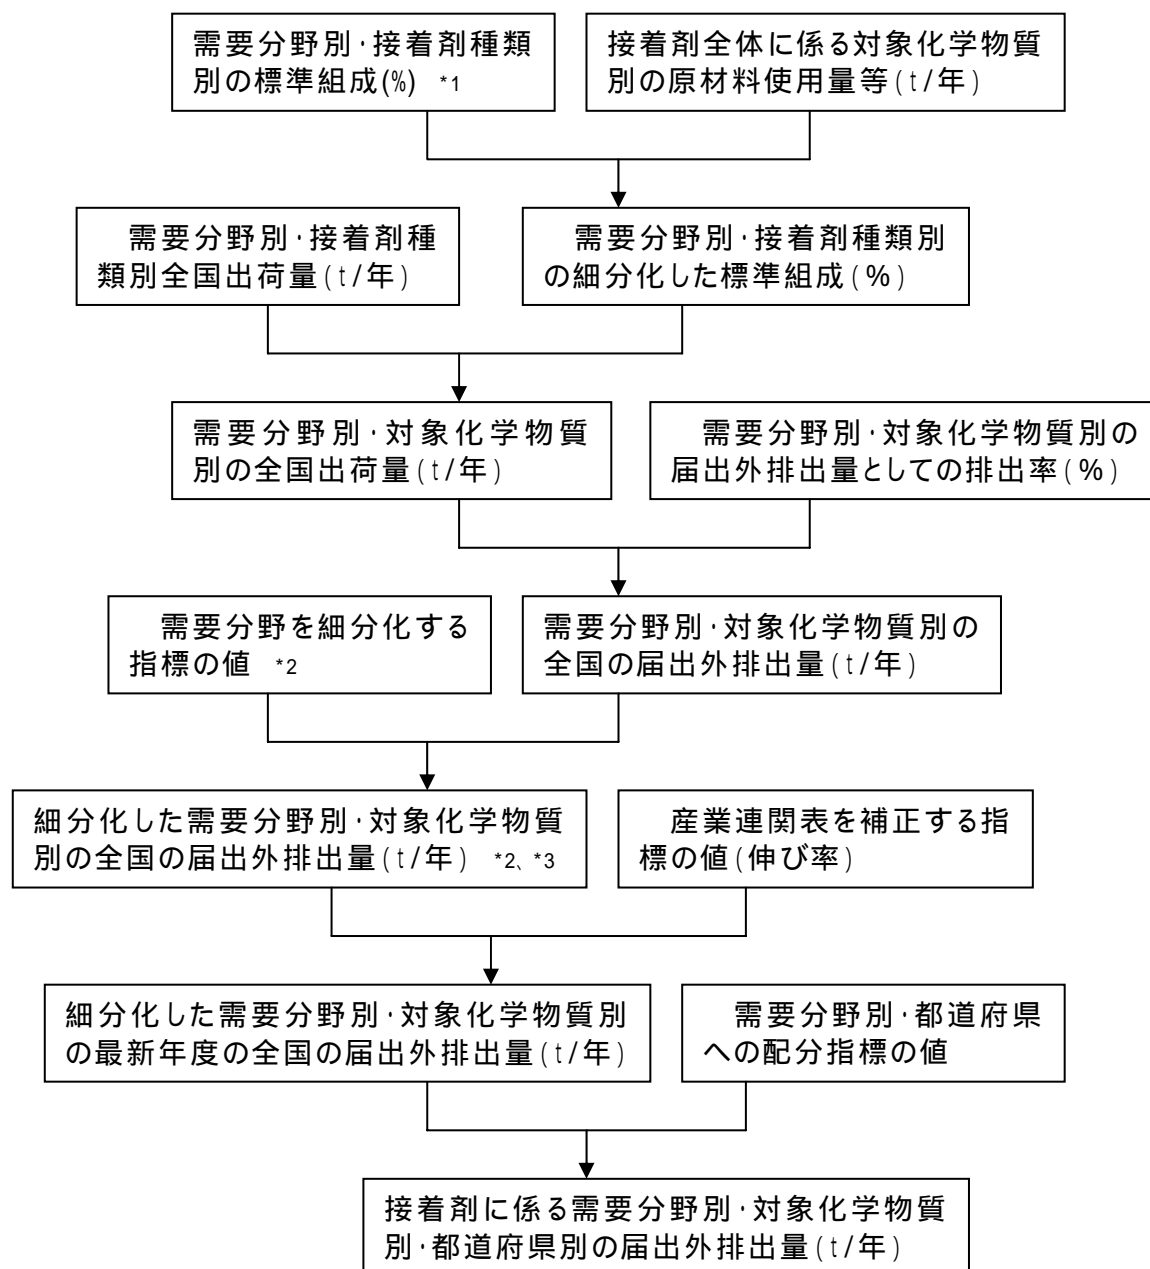 需要分野別・接着剤種類
別の標準組成(%) *1
接着剤全体に係る対象化学物質
別の原材料使用量等(t/年)
需要分野別・接着剤種
類別全国出荷量(t/年)
需要分野別・接着剤種類別
の細分化した標準組成(%)
需要分野別・対象化学物質
別の全国出荷量(t/年)
需要分野別・対象化学物質別の
届出外排出量としての排出率(%)
需要分野を細分化する
指標の値 *2
需要分野別・対象化学物質別の
全国の届出外排出量(t/年)
細分化した需要分野別・対象化学物質
別の全国の届出外排出量(t/年) *2、*3
産業連関表を補正する指
標の値(伸び率)
細分化した需要分野別・対象化学物質別
の最新年度の全国の届出外排出量(t/年)
需要分野別・都道府県
への配分指標の値
接着剤に係る需要分野別・対象化学物質
別・都道府県別の届出外排出量(t/年)